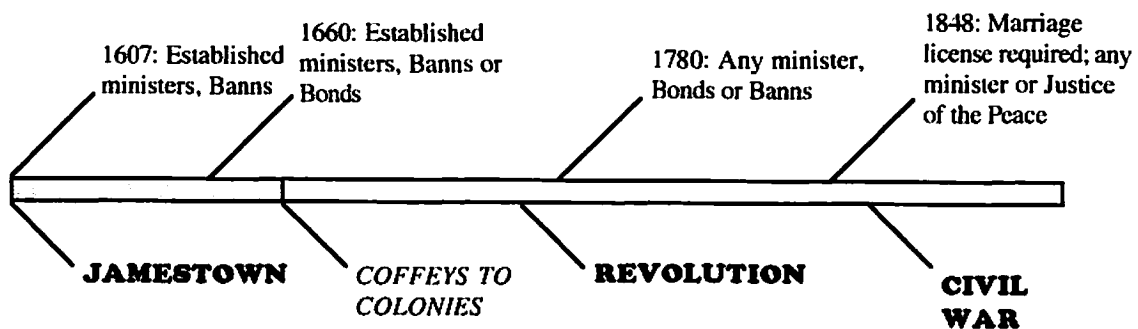 1607: Established
ministers, Banns
1660: Established
ministers, Banns or
Bonds
1780: Any minister,
Bonds or Banns
1848: Marriage
license required; any
minister or Justice
of the Peace
JAMESTOWN
COFFEYS TO
COLONIES
REVOLUTION
CIVIL
WAR